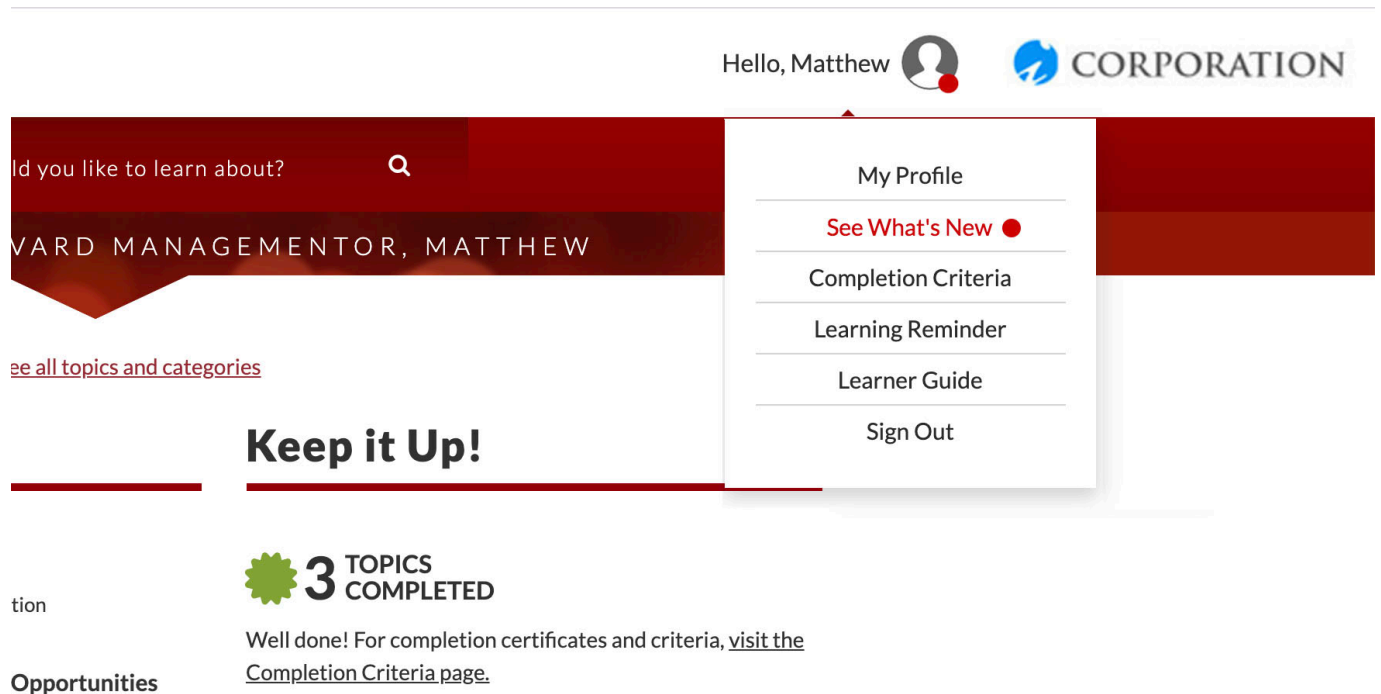 Hello, Matthew
CORPORATION
ld you like to learn about?
VARD MANAGEMENTOR, MATTHEW
My Profile
See What's New
Completion Criteria
Learning Reminder
Learner Guide
Sign Out
ee all topics and categories
Keep it Up!
3 TOPICS
COMPLETED
Well done! For completion certificates and criteria, visit the
Completion Criteria page.
tion
Opportunities